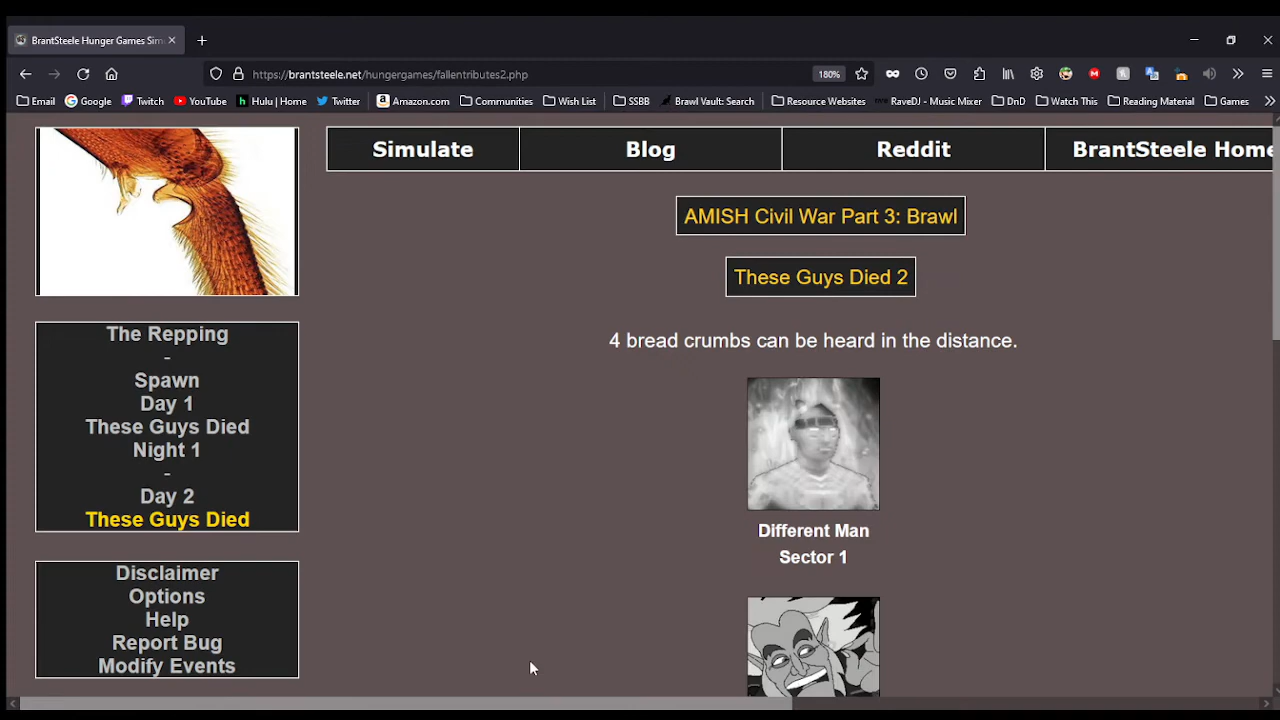 BrantSteele Hunger Games Sim
https://brantsteele.net/hungergames/fallentributes2.php
180%
Email
Google
Twitch
YouTube
Hulu | Home
Twitter
Amazon.com
Communities
Wish List
SSBB
Brawl Vault: Search
Resource Websites
RaveDJ - Music Mixer
DnD
Watch This
Reading Material
Games
Simulate
Blog
Reddit
BrantSteele Home
AMISH Civil War Part 3: Brawl
These Guys Died 2
4 bread crumbs can be heard in the distance.
Different Man
Sector 1
The Repping
-
Spawn
Day 1
These Guys Died
Night 1
-
Day 2
These Guys Died
Disclaimer
Options
Help
Report Bug
Modify Events